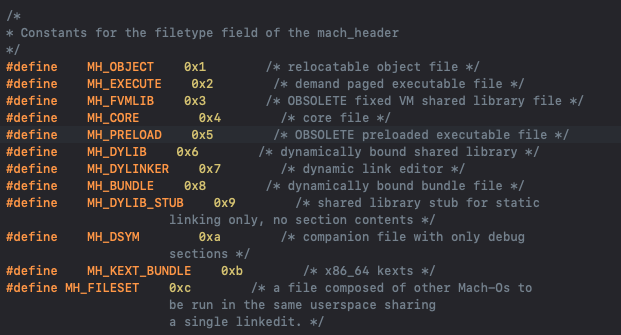 /*
* Constants for the filetype field of the mach_header
*/
#define MH_OBJECT 0x1 /* relocatable object file */
#define MH_EXECUTE 0x2 /* demand paged executable file */
#define MH_FVMLIB 0x3 /* OBSOLETE fixed VM shared library file */
#define MH_CORE 0x4 /* core file */
#define MH_PRELOAD 0x5 /* OBSOLETE preloaded executable file */
#define MH_DYLIB 0x6 /* dynamically bound shared library */
#define MH_DYLINKER 0x7 /* dynamic link editor */
#define MH_BUNDLE 0x8 /* dynamically bound bundle file */
#define MH_DYLIB_STUB 0x9 /* shared library stub for static
linking only, no section contents */
#define MH_DSYM 0xa /* companion file with only debug
sections */
#define MH_KEXT_BUNDLE 0xb /* x86_64 kexts */
#define MH_FILESET 0xc /* a file composed of other Mach-Os to
be run in the same userspace sharing
a single linkedit. */